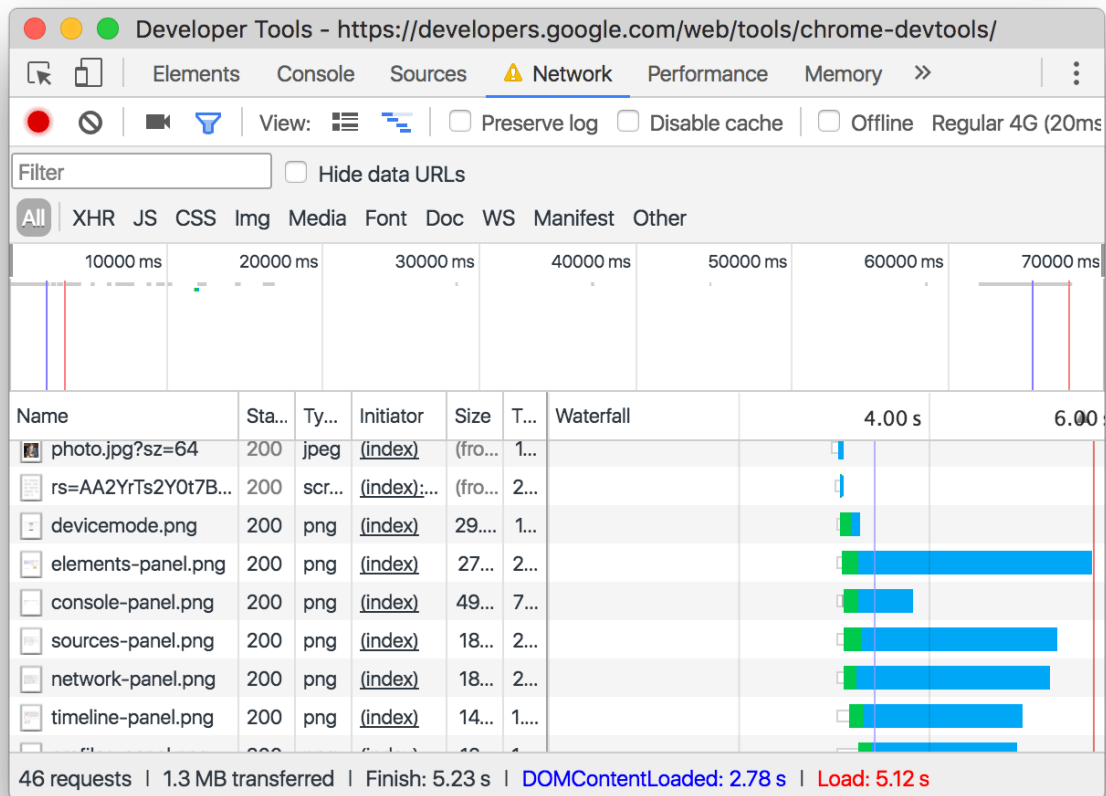 Developer Tools - https://developers.google.com/web/tools/chrome-devtools/
Elements Console Sources Network Performance Memory »
View: Preserve log Disable cache Offline Regular 4G (20ms
Filter Hide data URLs
All XHR JS CSS Img Media Font Doc WS Manifest Other
10000 ms 20000 ms 30000 ms 40000 ms 50000 ms 60000 ms 70000 ms
Name Sta... Ty... Initiator Size T... Waterfall 4.00 s 6.00
photo.jpg?sz=64 200 jpeg (index) (fro... 1...
rs=AA2YrTs2Y0t7B... 200 scr... (index):... (fro... 2...
devicemode.png 200 png (index) 29.... 1...
elements-panel.png 200 png (index) 27... 2...
console-panel.png 200 png (index) 49... 7...
sources-panel.png 200 png (index) 18... 2...
network-panel.png 200 png (index) 18... 2...
timeline-panel.png 200 png (index) 14... 1....
46 requests | 1.3 MB transferred | Finish: 5.23 s | DOMContentLoaded: 2.78 s | Load: 5.12 s